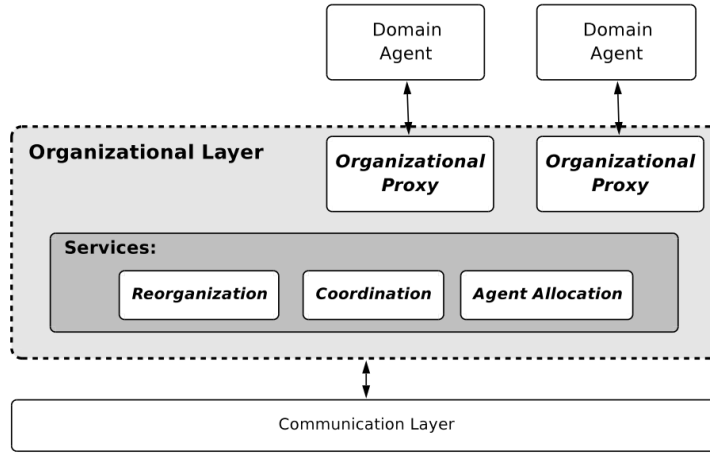 Domain
Agent
Domain
Agent
Organizational Layer
Organizational
Proxy
Organizational
Proxy
Services:
Reorganization
Coordination
Agent Allocation
Communication Layer